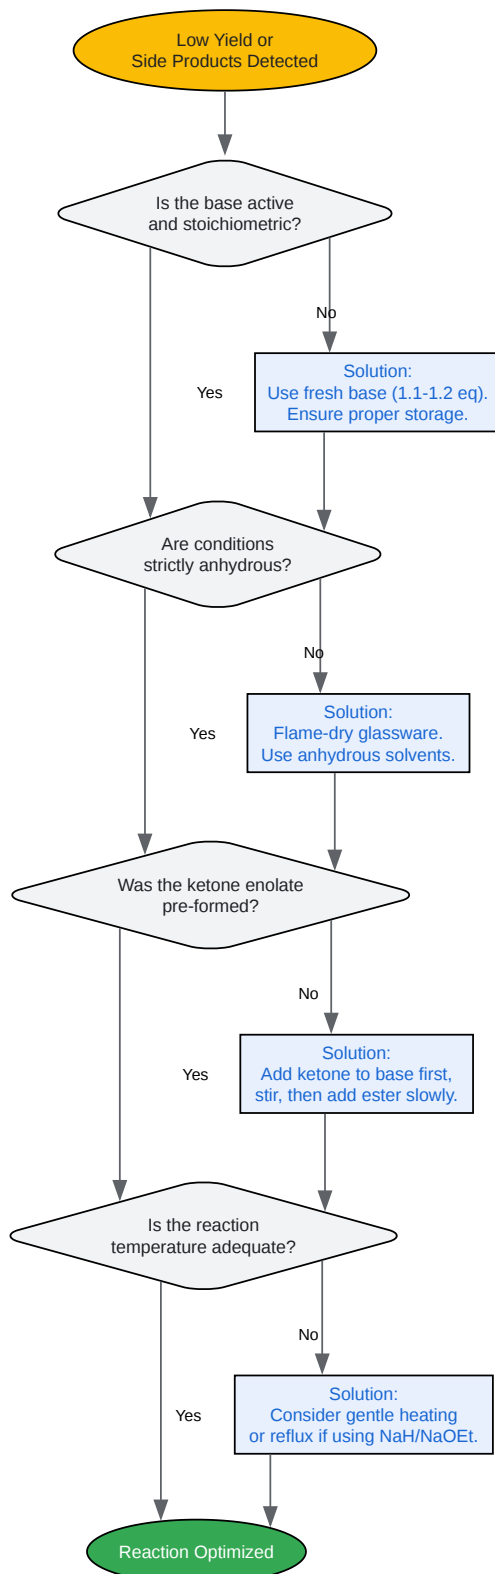 Low Yield or
Side Products Detected
Is the base active
and stoichiometric?
No
Solution:
Yes
Use fresh base (1.1-1.2 eq).
Ensure proper storage.
Are conditions
strictly anhydrous?
No
Solution:
Yes
Flame-dry glassware.
Use anhydrous solvents.
Was the ketone enolate
pre-formed?
No
Solution:
Yes
Add ketone to base first,
stir, then add ester slowly.
Is the reaction
temperature adequate?
No
Solution:
Yes
Consider gentle heating
or reflux if using NaH/NaOEt.
Reaction Optimized